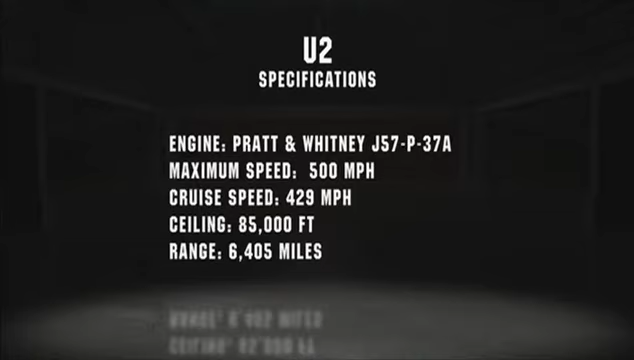 U2
SPECIFICATIONS
ENGINE: PRATT & WHITNEY J57-P-37A
MAXIMUM SPEED: 500 MPH
CRUISE SPEED: 429 MPH
CEILING: 85,000 FT
RANGE: 6,405 MILES